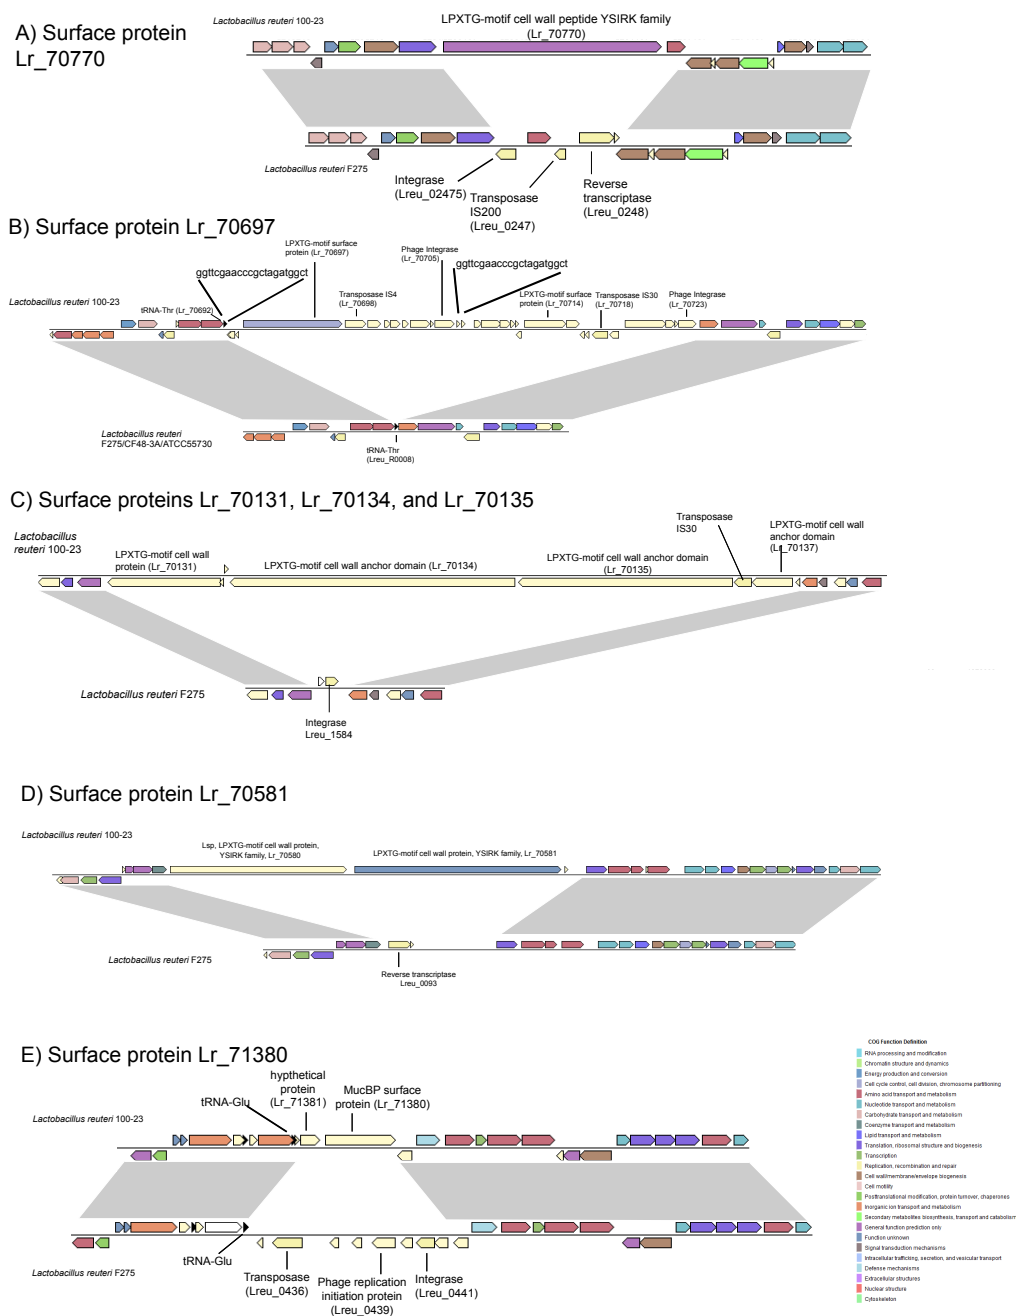 A) Surface protein
Lr_70770
Lactobacillus reuteri 100-23
LPXTG-motif cell wall peptide YSIRK family
(Lr_70770)
Lactobacillus reuteri F275
Integrase
(Lreu_02475)
Transposase
IS200
(Lreu_0247)
Reverse
transcriptase
(Lreu_0248)
B) Surface protein Lr_70697
LPXTG-motif surface
protein (Lr_70697)
Phage Integrase
(Lr_70705)
ggttcgaacccgctagatggct
ggttcgaacccgctagatggct
Lactobacillus reuteri 100-23
tRNA-Thr (Lr_70692)
Transposase IS4
(Lr_70698)
LPXTG-motif surface
protein (Lr_70714)
Transposase IS30
(Lr_70718)
Phage Integrase
(Lr_70723)
Lactobacillus reuteri
F275/CF48-3A/ATCC55730
tRNA-Thr
(Lreu_R0008)
C) Surface proteins Lr_70131, Lr_70134, and Lr_70135
Lactobacillus
reuteri 100-23
LPXTG-motif cell wall
protein (Lr_70131)
LPXTG-motif cell wall anchor domain (Lr_70134)
LPXTG-motif cell wall anchor domain
(Lr_70135)
Transposase
IS30
LPXTG-motif cell wall
anchor domain
(Lr_70137)
Lactobacillus reuteri F275
Integrase
Lreu_1584
D) Surface protein Lr_70581
Lactobacillus reuteri 100-23
Lsp, LPXTG-motif cell wall protein,
YSIRK family, Lr_70580
LPXTG-motif cell wall protein, YSIRK family, Lr_70581
Lactobacillus reuteri F275
Reverse transcriptase
Lreu_0093
E) Surface protein Lr_71380
Lactobacillus reuteri 100-23
tRNA-Glu
hypthetical
protein
(Lr_71381)
MucBP surface
protein (Lr_71380)
Lactobacillus reuteri F275
tRNA-Glu
Transposase
(Lreu_0436)
Phage replication
initiation protein
(Lreu_0439)
Integrase
(Lreu_0441)
COG Function Definition
RNA processing and modification
Chromatin structure and dynamics
Energy production and conversion
Cell cycle control, cell division, chromosome partitioning
Amino acid transport and metabolism
Nucleotide transport and metabolism
Carbohydrate transport and metabolism
Coenzyme transport and metabolism
Lipid transport and metabolism
Translation, ribosomal structure and biogenesis
Transcription
Replication, recombination and repair
Cell wall/membrane/envelope biogenesis
Cell motility
Posttranslational modification, protein turnover, chaperones
Inorganic ion transport and metabolism
Secondary metabolites biosynthesis, transport and catabolism
General function prediction only
Function unknown
Signal transduction mechanisms
Intracellular trafficking, secretion, and vesicular transport
Defense mechanisms
Extracellular structures
Nuclear structure
Cytoskeleton